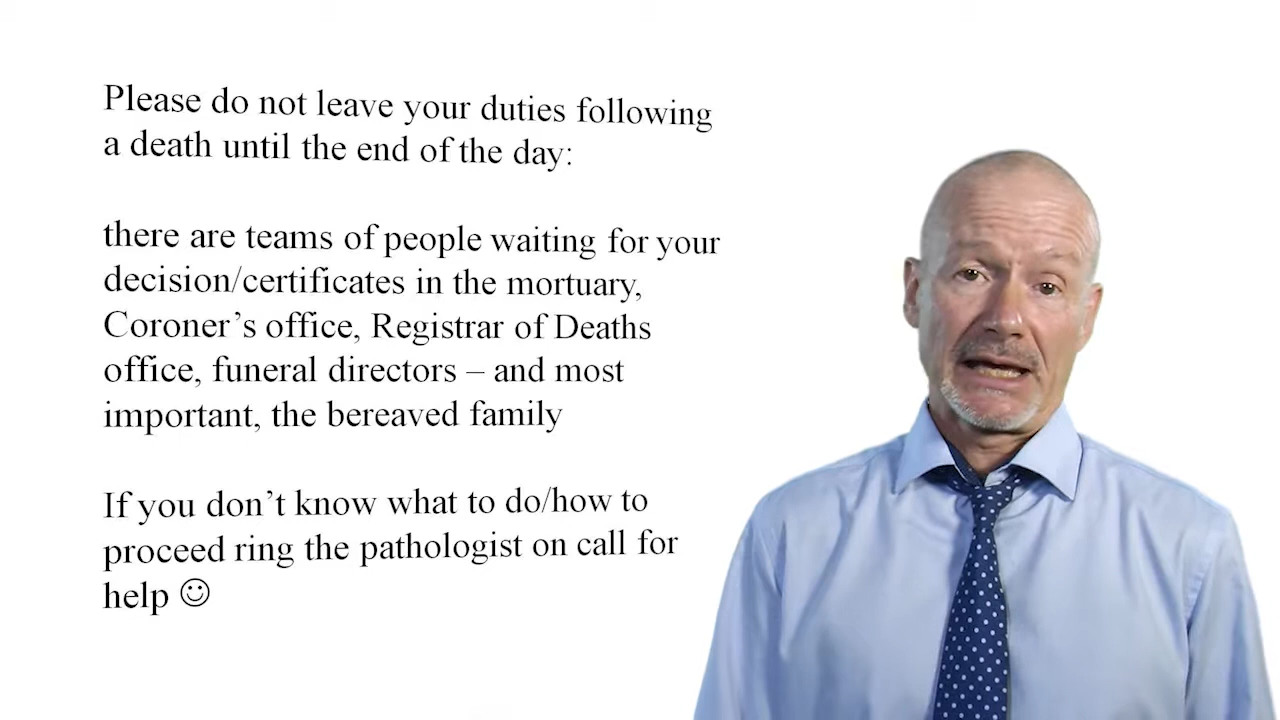 Please do not leave your duties following
a death until the end of the day:
there are teams of people waiting for your
decision/certificates in the mortuary,
Coroner’s office, Registrar of Deaths
office, funeral directors – and most
important, the bereaved family
If you don’t know what to do/how to
proceed ring the pathologist on call for
help ☺